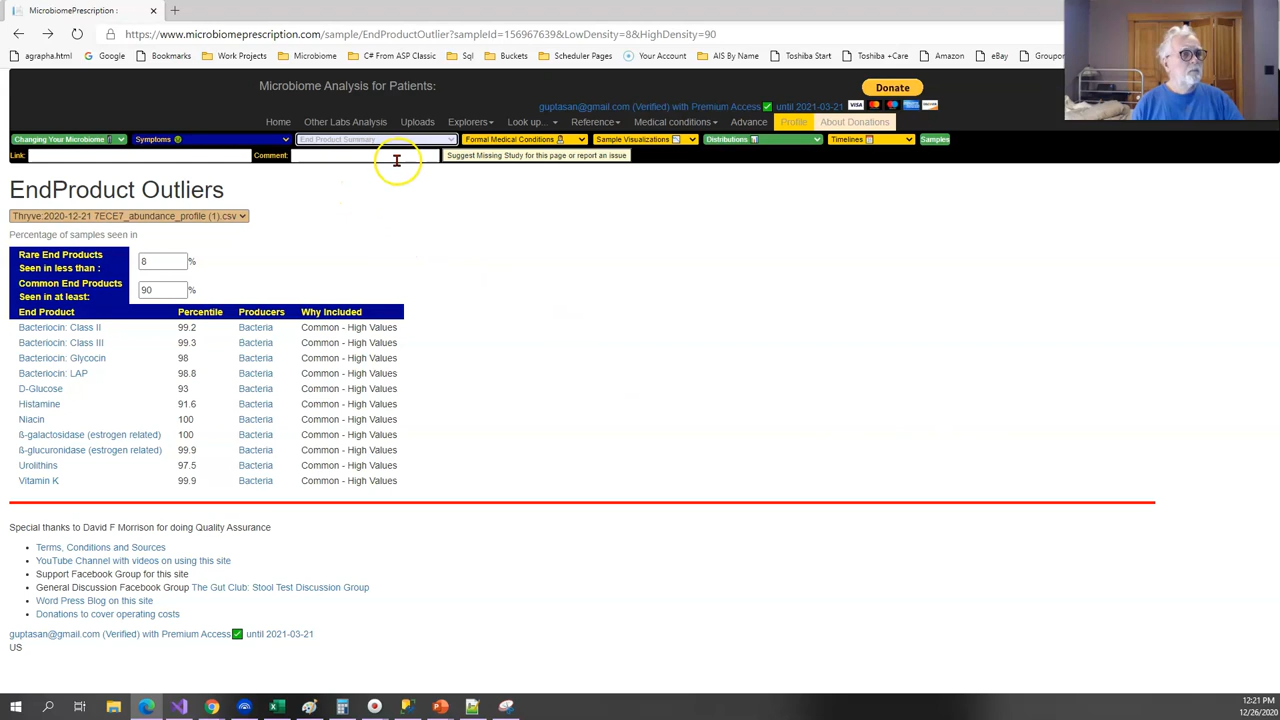 MicrobiomePrescription :
https://www.microbiomeprescription.com/sample/EndProductOutlier?sampleId=156967639&LowDensity=8&HighDensity=90
agrapha.html Google Bookmarks Work Projects Microbiome C# From ASP Classic Sql Buckets Scheduler Pages Your Account AIS By Name Toshiba Toshiba +Care Amazon eBay Groupon
Microbiome Analysis for Patients: Donate
guptasan@gmail.com (Verified) with Premium Access until 2021-03-21
Home Other Labs Analysis Uploads Explorers Look up... Reference Medical conditions Advance Profile About Donations
Changing Your Microbiome Symptoms End Product Summary Formal Medical Conditions Sample Visualizations Distributions Timelines Samples
Link: Comment: Suggest Missing Study for this page or report an issue
EndProduct Outliers
Thryve:2020-12-21 7ECE7_abundance_profile (1).csv
Percentage of samples seen in
Rare End Products
Seen in less than : 8 %
Common End Products
Seen in at least: 90 %
End Product Percentile Producers Why Included
Bacteriocin: Class II 99.2 Bacteria Common - High Values
Bacteriocin: Class III 99.3 Bacteria Common - High Values
Bacteriocin: Glycocin 98 Bacteria Common - High Values
Bacteriocin: LAP 98.8 Bacteria Common - High Values
D-Glucose 93 Bacteria Common - High Values
Histamine 91.6 Bacteria Common - High Values
Niacin 100 Bacteria Common - High Values
ß-galactosidase (estrogen related) 100 Bacteria Common - High Values
ß-glucuronidase (estrogen related) 99.9 Bacteria Common - High Values
Urolithins 97.5 Bacteria Common - High Values
Vitamin K 99.9 Bacteria Common - High Values
Special thanks to David F Morrison for doing Quality Assurance
Terms, Conditions and Sources
YouTube Channel with videos on using this site
Support Facebook Group for this site
General Discussion Facebook Group The Gut Club: Stool Test Discussion Group
Word Press Blog on this site
Donations to cover operating costs
guptasan@gmail.com (Verified) with Premium Access until 2021-03-21
US
12:21 PM
12/26/2020